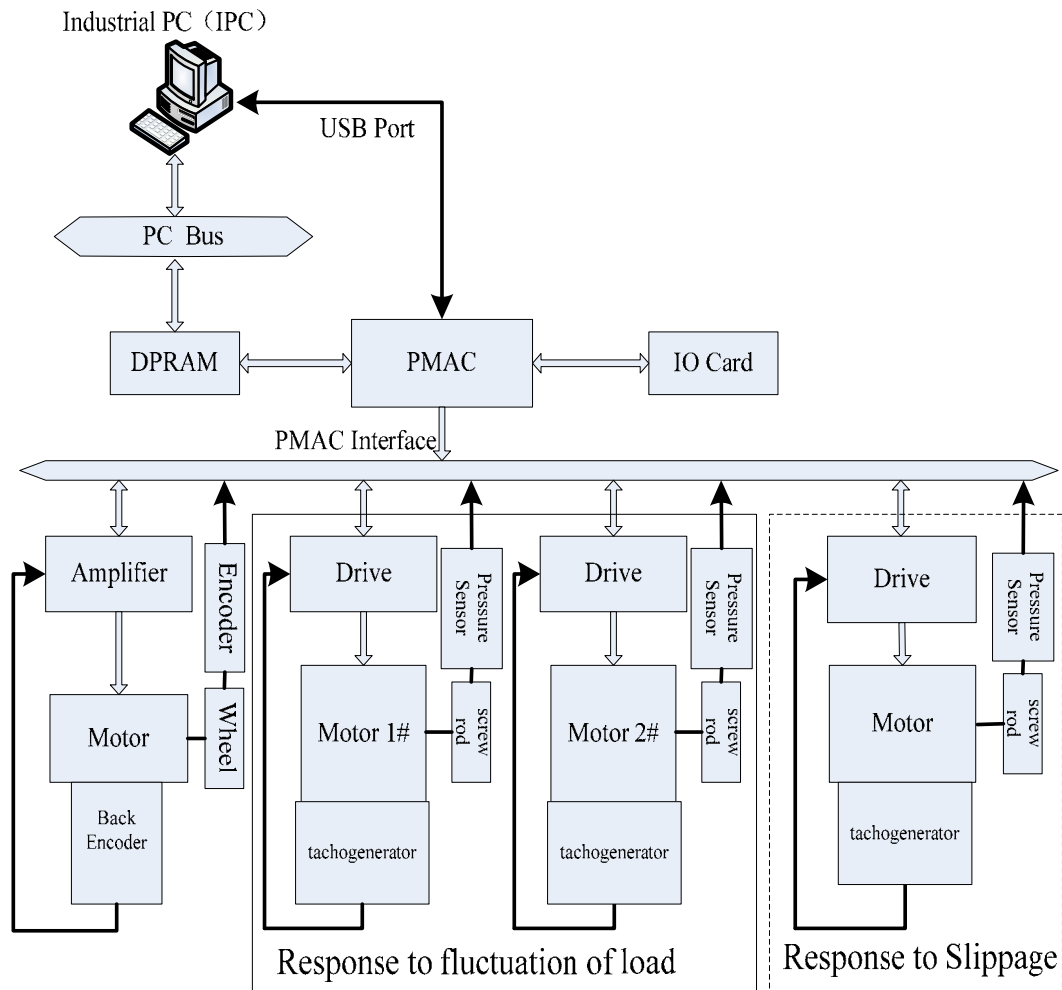 Industrial PC（IPC）
USB Port
PC Bus
DPRAM
PMAC
IO Card
PMAC Interface
Amplifier
Encoder
Drive
Pressure
Sensor
Drive
Pressure
Sensor
Drive
Pressure
Sensor
Motor
Wheel
Motor 1#
screw
rod
Motor 2#
screw
rod
Motor
screw
rod
Back
Encoder
tachogenerator
tachogenerator
tachogenerator
Response to fluctuation of load
Response to Slippage